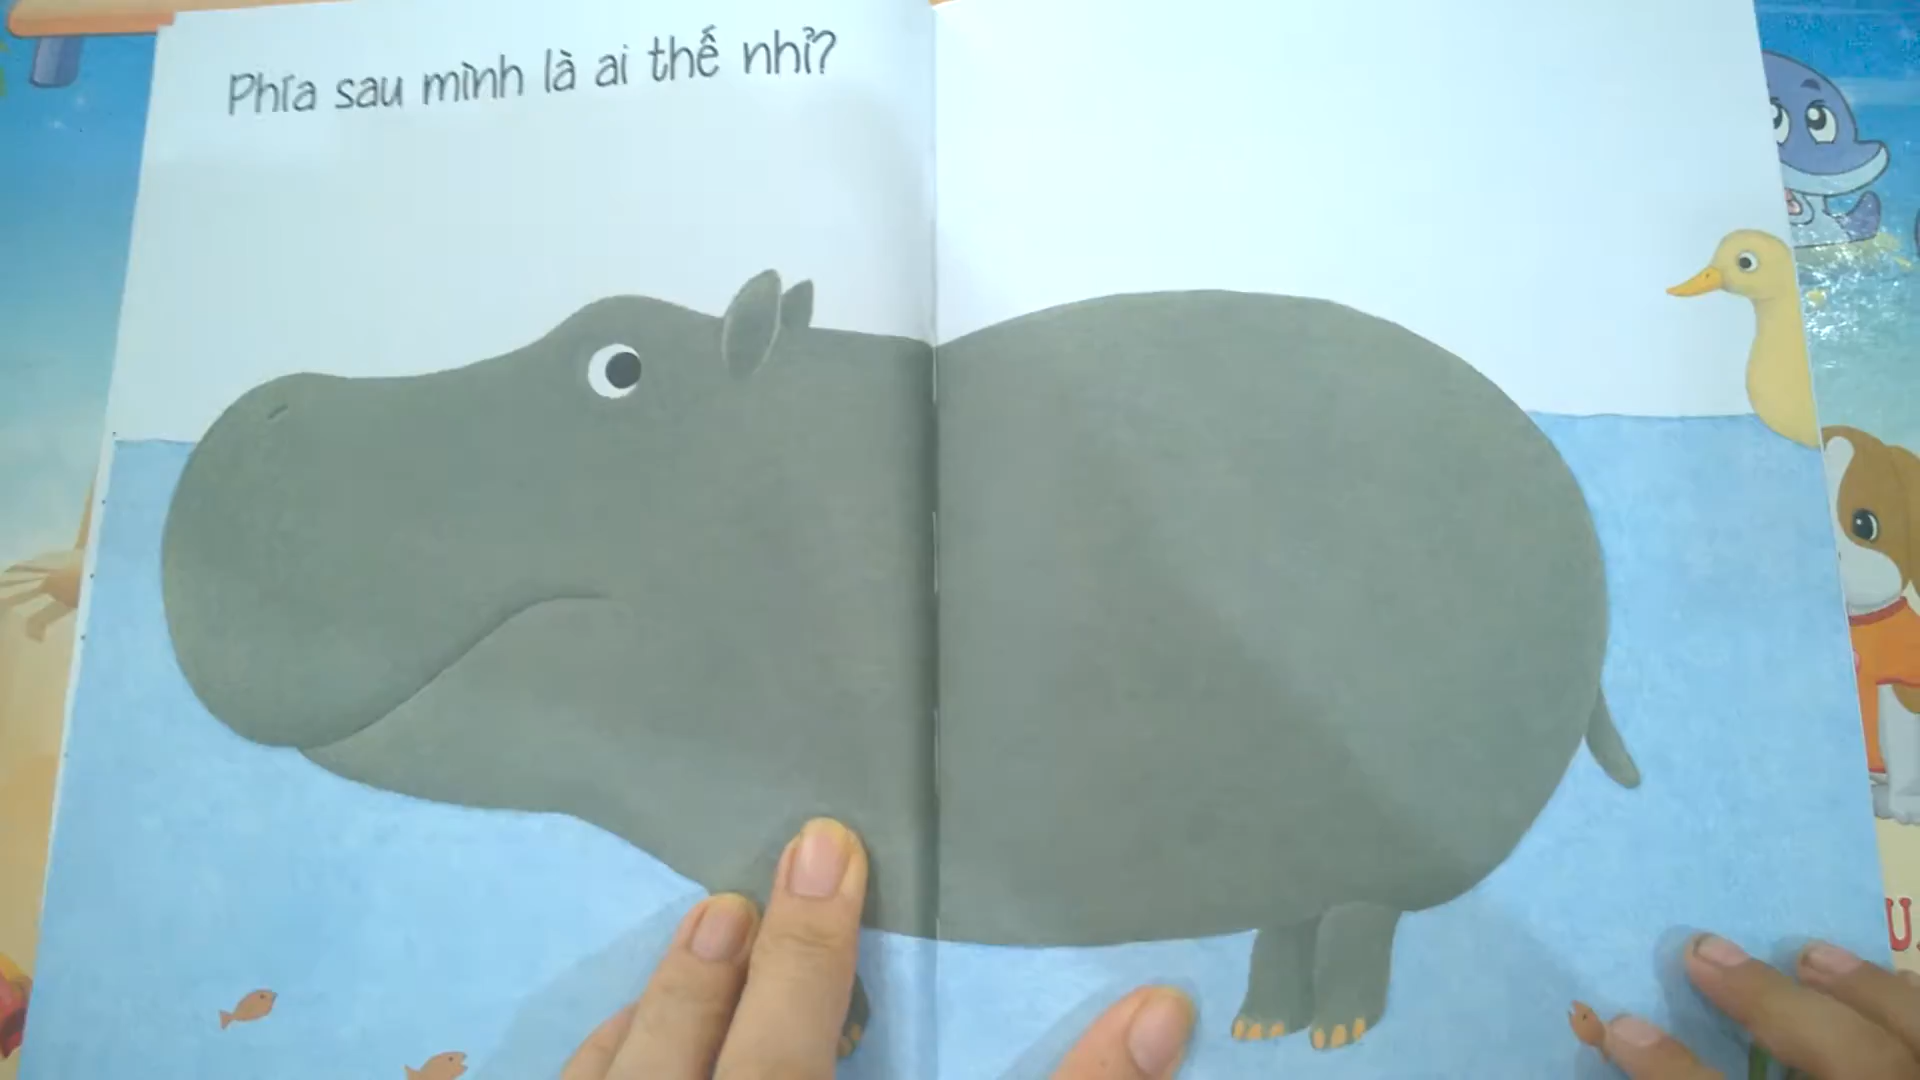 Phía sau mình là ai thế nhỉ?
U